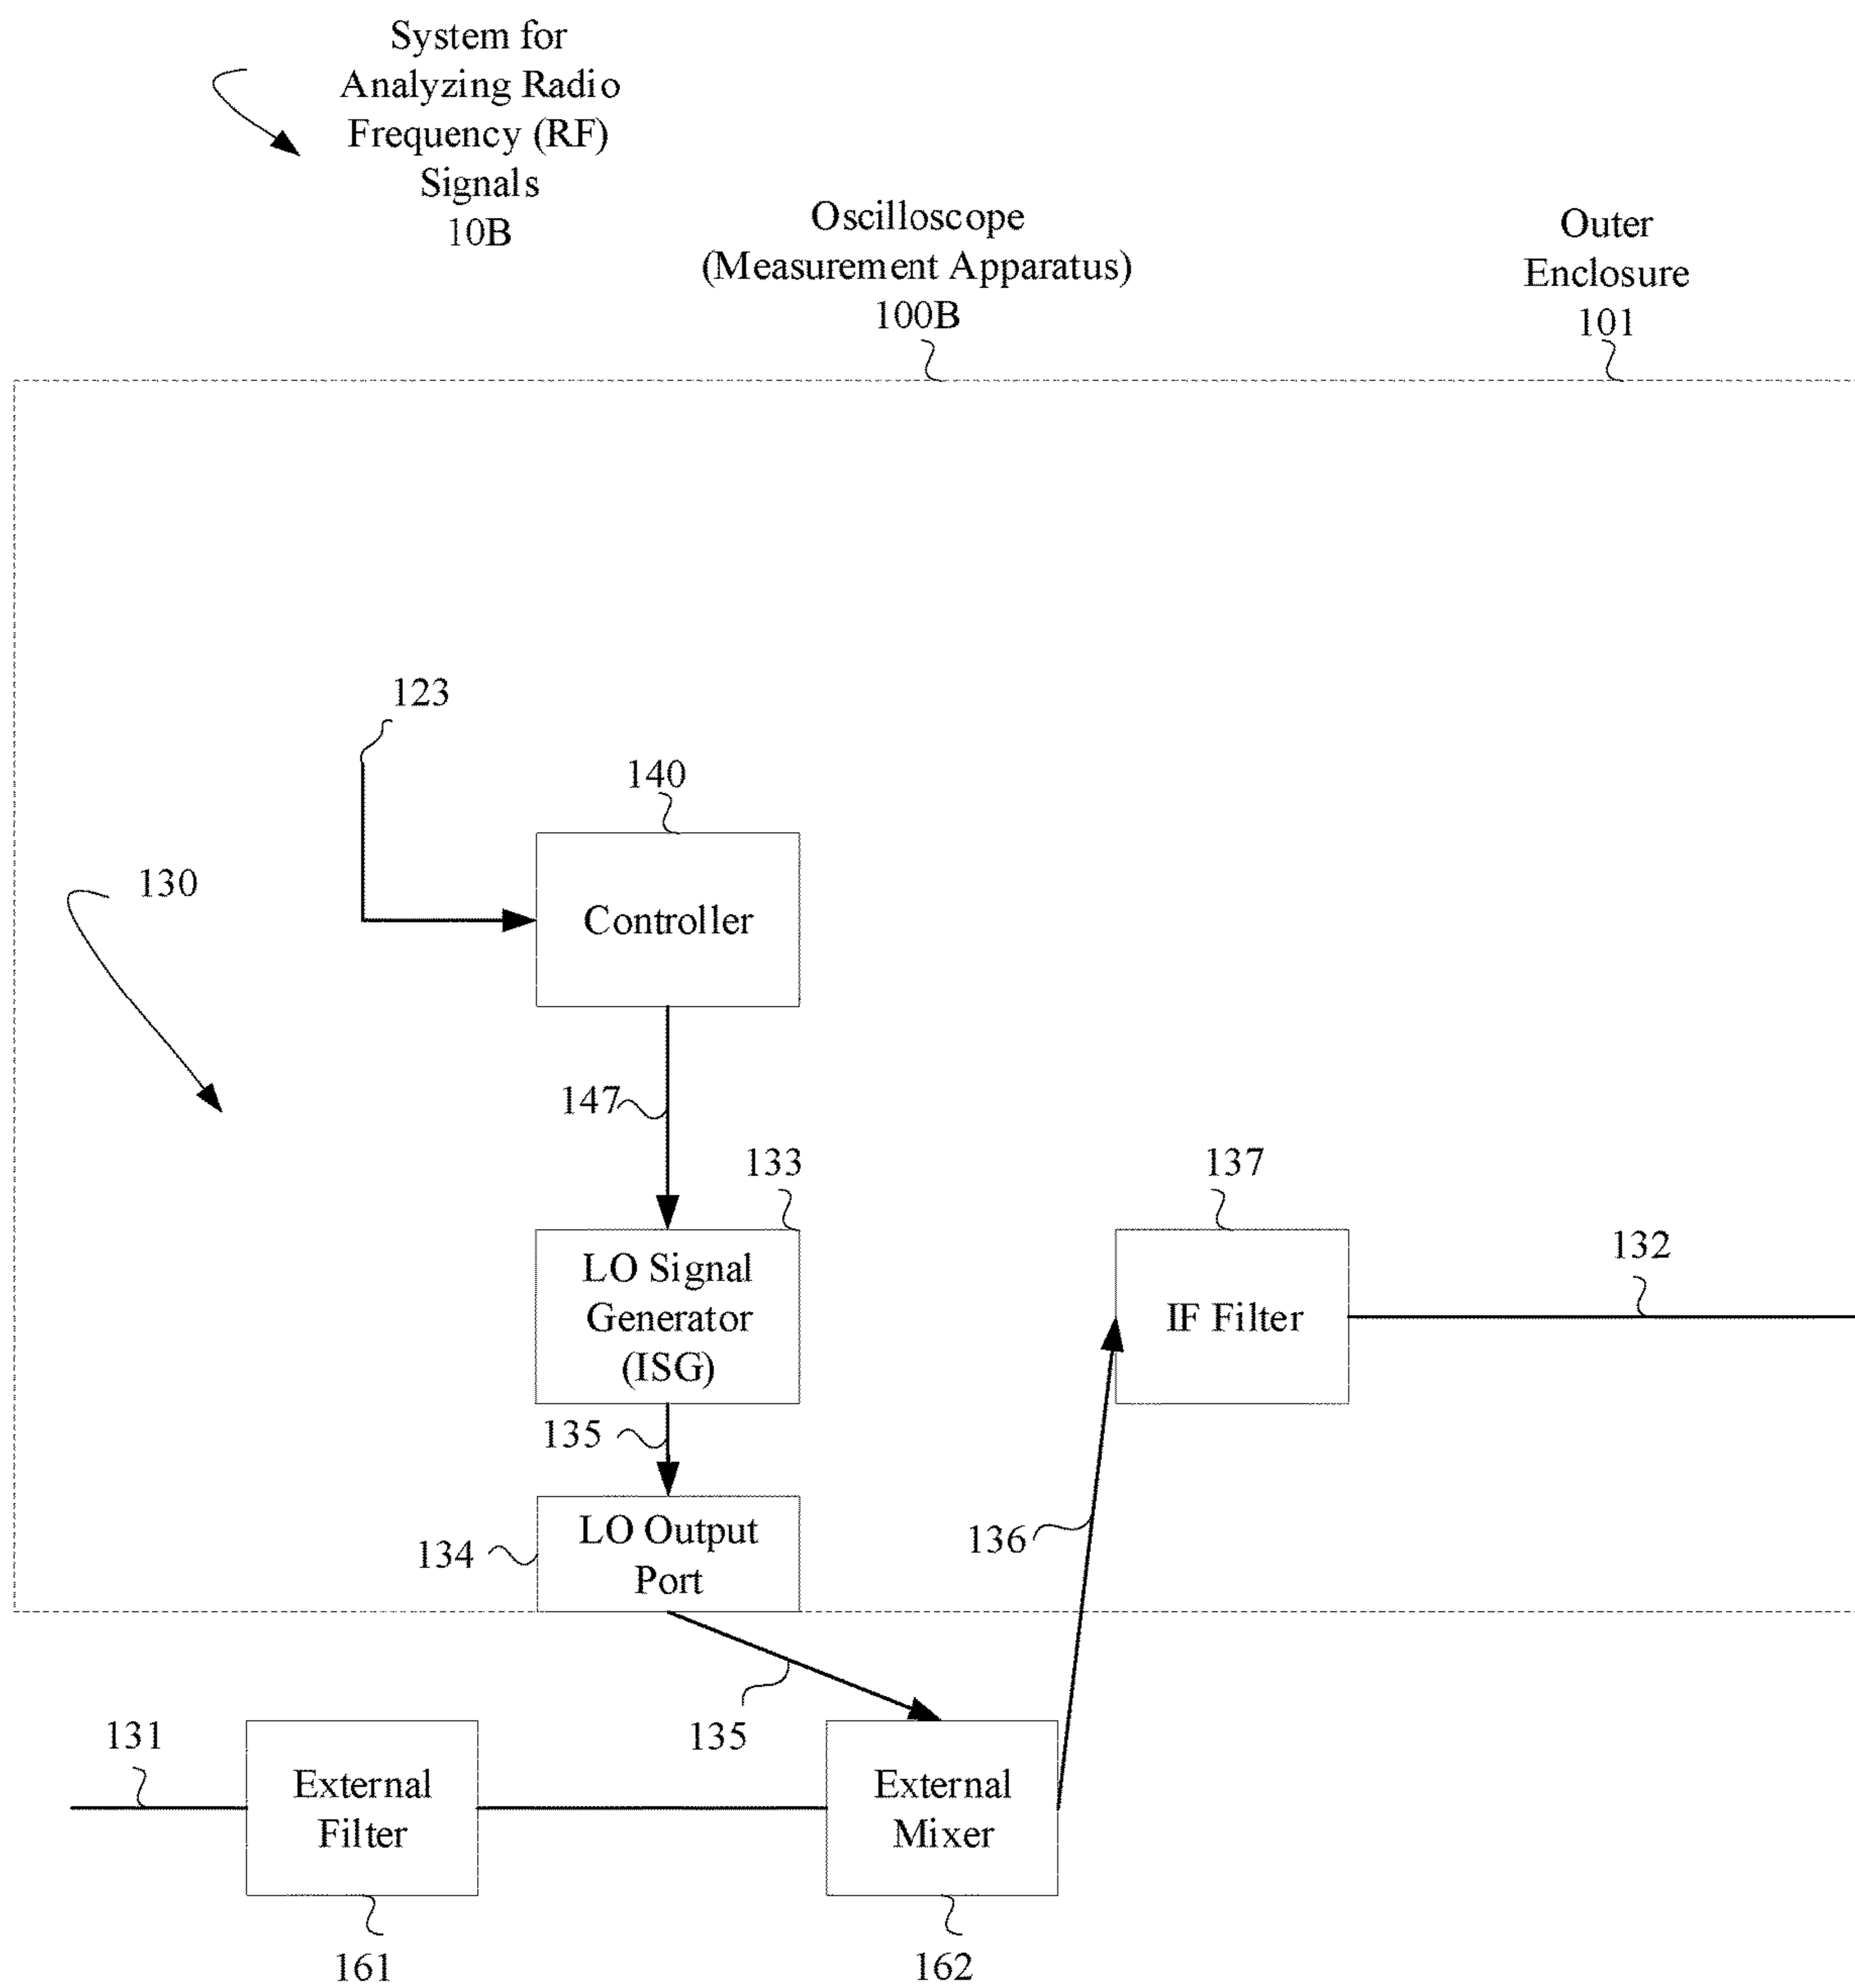 System for
Analyzing Radio
Frequency (RF)
Signals
10B
Oscilloscope
(Measurement Apparatus)
100B
Outer
Enclosure
101
123
140
Controller
130
147
133
LO Signal
Generator
(ISG)
137
IF Filter
132
135
134
LO Output
Port
136
135
131
External
Filter
161
External
Mixer
162